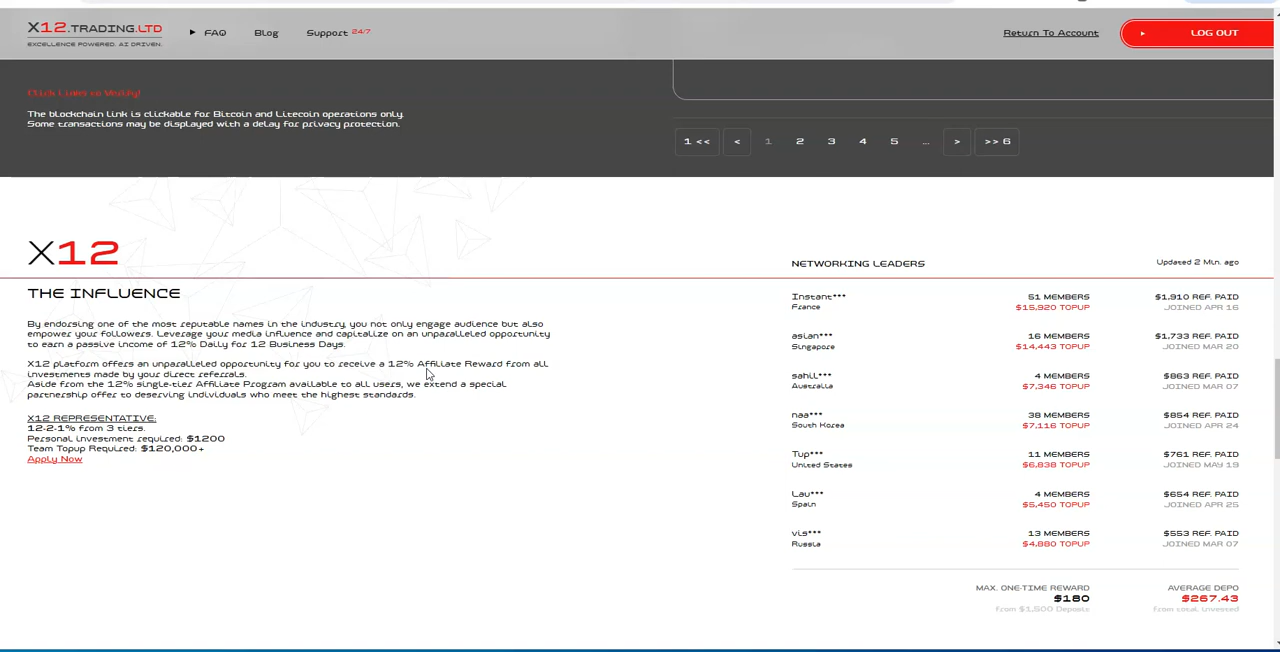 X12.TRADING.LTD
EXCELLENCE POWERED. AI DRIVEN.
FAQ
Blog
Support 24/7
Return To Account
LOG OUT
Click Links to Verify!
The blockchain link is clickable for Bitcoin and Litecoin operations only.
Some transactions may be displayed with a delay for privacy protection.
1 << < 1 2 3 4 5 ... > >> 6
X12
THE INFLUENCE
By endorsing one of the most reputable names in the industry, you not only engage audience but also
empower your followers. Leverage your media influence and capitalize on an unparalleled opportunity
to earn a passive income of 12% Daily for 12 Business Days.
X12 platform offers an unparalleled opportunity for you to receive a 12% Affiliate Reward from all
investments made by your direct referrals.
Aside from the 12% single-tier Affiliate Program available to all users, we extend a special
partnership offer to deserving individuals who meet the highest standards.
X12 REPRESENTATIVE:
12-2-1% from 3 tiers.
Personal investment required: $1200
Team Topup Required: $120,000+
Apply Now
NETWORKING LEADERS
Updated 2 Min. ago
Instant*** 51 MEMBERS $1,910 REF. PAID
France $15,920 TOPUP JOINED APR 16
asian*** 16 MEMBERS $1,733 REF. PAID
Singapore $14,443 TOPUP JOINED MAR 20
sahil*** 4 MEMBERS $863 REF. PAID
Australia $7,346 TOPUP JOINED MAR 07
naa*** 38 MEMBERS $854 REF. PAID
South Korea $7,116 TOPUP JOINED APR 24
Tup*** 11 MEMBERS $761 REF. PAID
United States $6,838 TOPUP JOINED MAY 19
Lau*** 4 MEMBERS $654 REF. PAID
Spain $5,450 TOPUP JOINED APR 25
vis*** 13 MEMBERS $553 REF. PAID
Russia $4,880 TOPUP JOINED MAR 07
MAX. ONE-TIME REWARD AVERAGE DEPO
$180 $267.43
from $1,500 Deposits from total invested